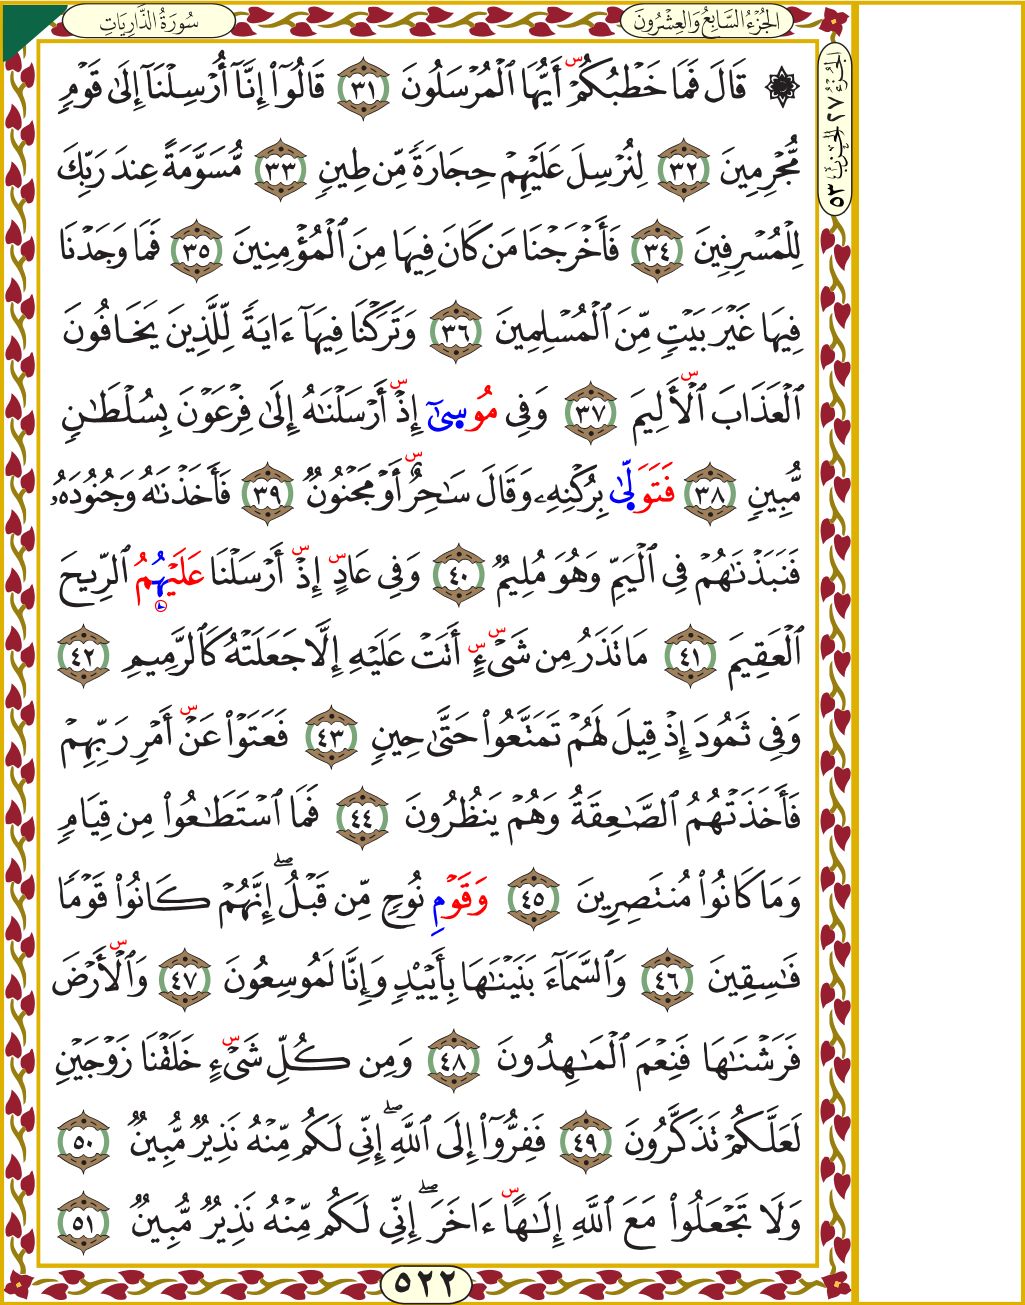 سُورَةُ الذَّارِيَاتِ
الجُزْءُ السَّابِعُ وَالعِشْرُونَ
الجُزْءُ ٢٧ الحِزْبُ ٥٣
۞ قَالَ فَمَا خَطْبُكُمْۥٓ أَيُّهَا ٱلْمُرْسَلُونَ ٣١ قَالُوٓا۟ إِنَّآ أُرْسِلْنَآ إِلَىٰ قَوْمٍ
مُّجْرِمِينَ ٣٢ لِنُرْسِلَ عَلَيْهِمْ حِجَارَةً مِّن طِينٍ ٣٣ مُّسَوَّمَةً عِندَ رَبِّكَ
لِلْمُسْرِفِينَ ٣٤ فَأَخْرَجْنَا مَن كَانَ فِيهَا مِنَ ٱلْمُؤْمِنِينَ ٣٥ فَمَا وَجَدْنَا
فِيهَا غَيْرَ بَيْتٍ مِّنَ ٱلْمُسْلِمِينَ ٣٦ وَتَرَكْنَا فِيهَآ ءَايَةً لِّلَّذِينَ يَخَافُونَ
ٱلْعَذَابَ ٱلْأَلِيمَ ٣٧ وَفِى مُوسَىٰٓ إِذْ أَرْسَلْنَـٰهُ إِلَىٰ فِرْعَوْنَ بِسُلْطَـٰنٍ
مُّبِينٍ ٣٨ فَتَوَلَّىٰ بِرُكْنِهِۦ وَقَالَ سَـٰحِرٌ أَوْ مَجْنُونٌ ٣٩ فَأَخَذْنَـٰهُ وَجُنُودَهُۥ
فَنَبَذْنَـٰهُمْ فِى ٱلْيَمِّ وَهُوَ مُلِيمٌ ٤٠ وَفِى عَادٍ إِذْ أَرْسَلْنَا عَلَيْهِمُ ٱلرِّيحَ
ٱلْعَقِيمَ ٤١ مَا تَذَرُ مِن شَىْءٍ أَتَتْ عَلَيْهِ إِلَّا جَعَلَتْهُ كَٱلرَّمِيمِ ٤٢
وَفِى ثَمُودَ إِذْ قِيلَ لَهُمْ تَمَتَّعُوا۟ حَتَّىٰ حِينٍ ٤٣ فَعَتَوْا۟ عَنْ أَمْرِ رَبِّهِمْ
فَأَخَذَتْهُمُ ٱلصَّـٰعِقَةُ وَهُمْ يَنظُرُونَ ٤٤ فَمَا ٱسْتَطَـٰعُوا۟ مِن قِيَامٍ
وَمَا كَانُوا۟ مُنتَصِرِينَ ٤٥ وَقَوْمِ نُوحٍ مِّن قَبْلُ ۖ إِنَّهُمْ كَانُوا۟ قَوْمًا
فَـٰسِقِينَ ٤٦ وَٱلسَّمَآءَ بَنَيْنَـٰهَا بِأَيْي۟دٍ وَإِنَّا لَمُوسِعُونَ ٤٧ وَٱلْأَرْضَ
فَرَشْنَـٰهَا فَنِعْمَ ٱلْمَـٰهِدُونَ ٤٨ وَمِن كُلِّ شَىْءٍ خَلَقْنَا زَوْجَيْنِ
لَعَلَّكُمْ تَذَكَّرُونَ ٤٩ فَفِرُّوٓا۟ إِلَى ٱللَّهِ ۖ إِنِّى لَكُم مِّنْهُ نَذِيرٌ مُّبِينٌ ٥٠
وَلَا تَجْعَلُوا۟ مَعَ ٱللَّهِ إِلَـٰهًا ءَاخَرَ ۖ إِنِّى لَكُم مِّنْهُ نَذِيرٌ مُّبِينٌ ٥١
٥٢٢